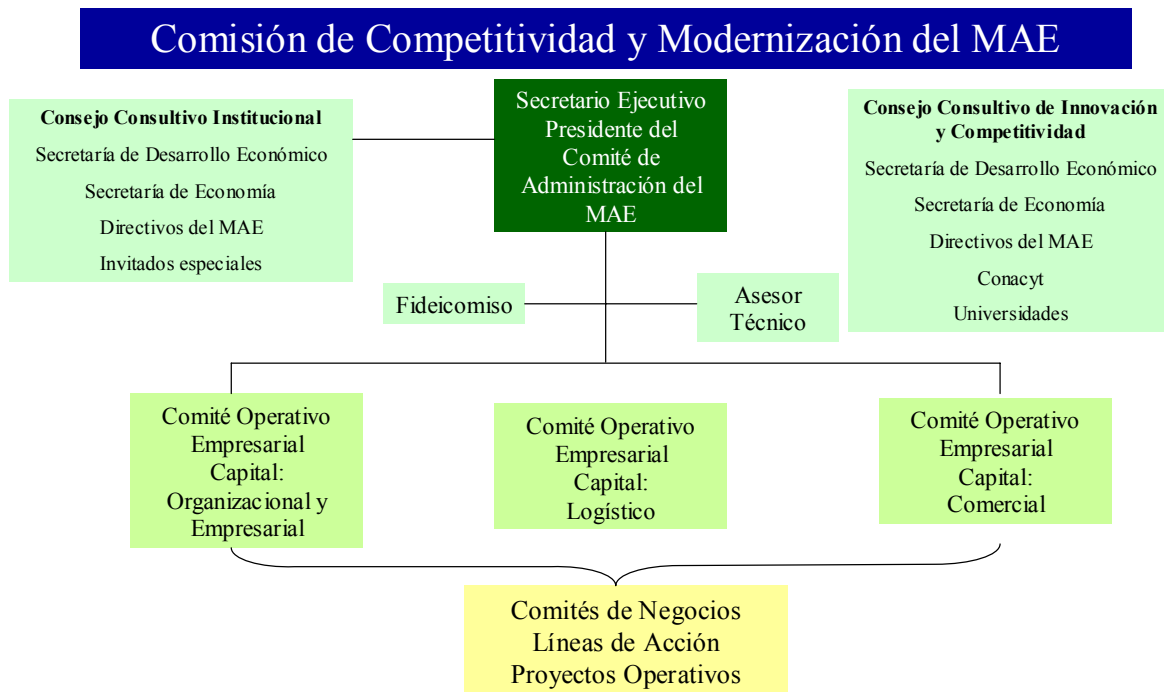 Comisión de Competitividad y Modernización del MAE
Consejo Consultivo Institucional
Secretaría de Desarrollo Económico
Secretaría de Economía
Directivos del MAE
Invitados especiales
Secretario Ejecutivo
Presidente del
Comité de
Administración del
MAE
Consejo Consultivo de Innovación
y Competitividad
Secretaría de Desarrollo Económico
Secretaría de Economía
Directivos del MAE
Conacyt
Universidades
Fideicomiso
Asesor
Técnico
Comité Operativo
Empresarial
Capital:
Organizacional y
Empresarial
Comité Operativo
Empresarial
Capital:
Logístico
Comité Operativo
Empresarial
Capital:
Comercial
Comités de Negocios
Líneas de Acción
Proyectos Operativos